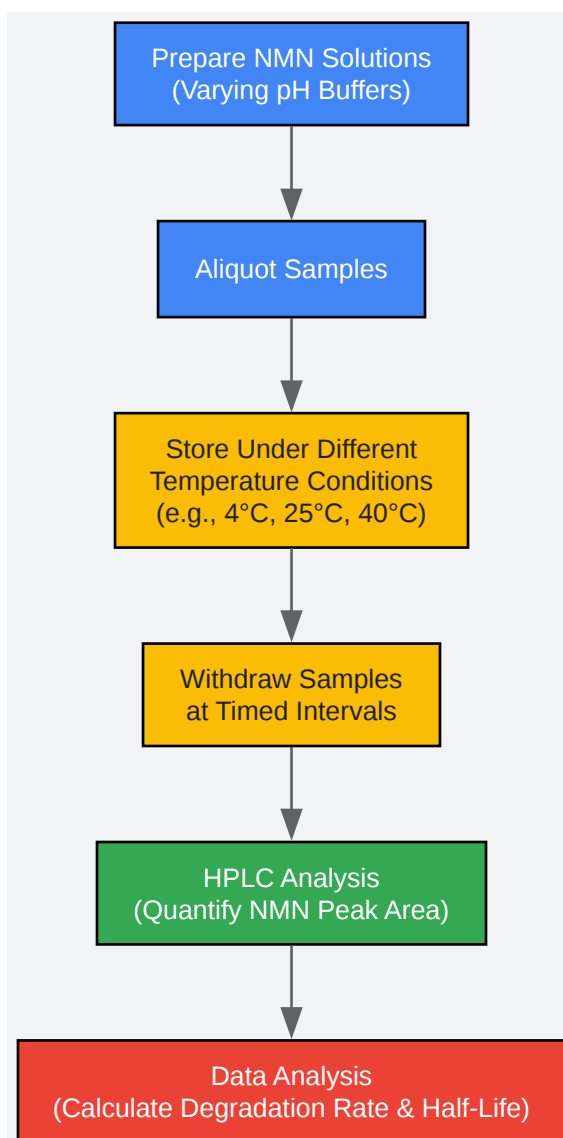 Prepare NMN Solutions
(Varying pH Buffers)
Aliquot Samples
Store Under Different
Temperature Conditions
(e.g., 4°C, 25°C, 40°C)
Withdraw Samples
at Timed Intervals
HPLC Analysis
(Quantify NMN Peak Area)
Data Analysis
(Calculate Degradation Rate & Half-Life)